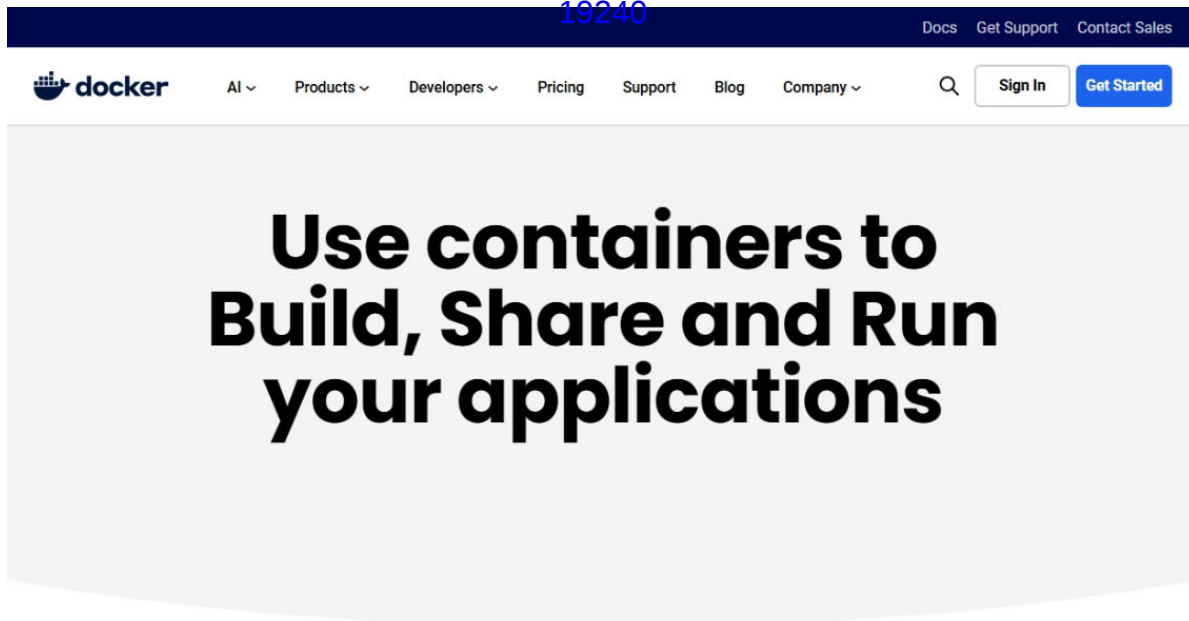 19240
Docs Get Support Contact Sales
docker AI Products Developers Pricing Support Blog Company Sign In Get Started
Use containers to
Build, Share and Run
your applications